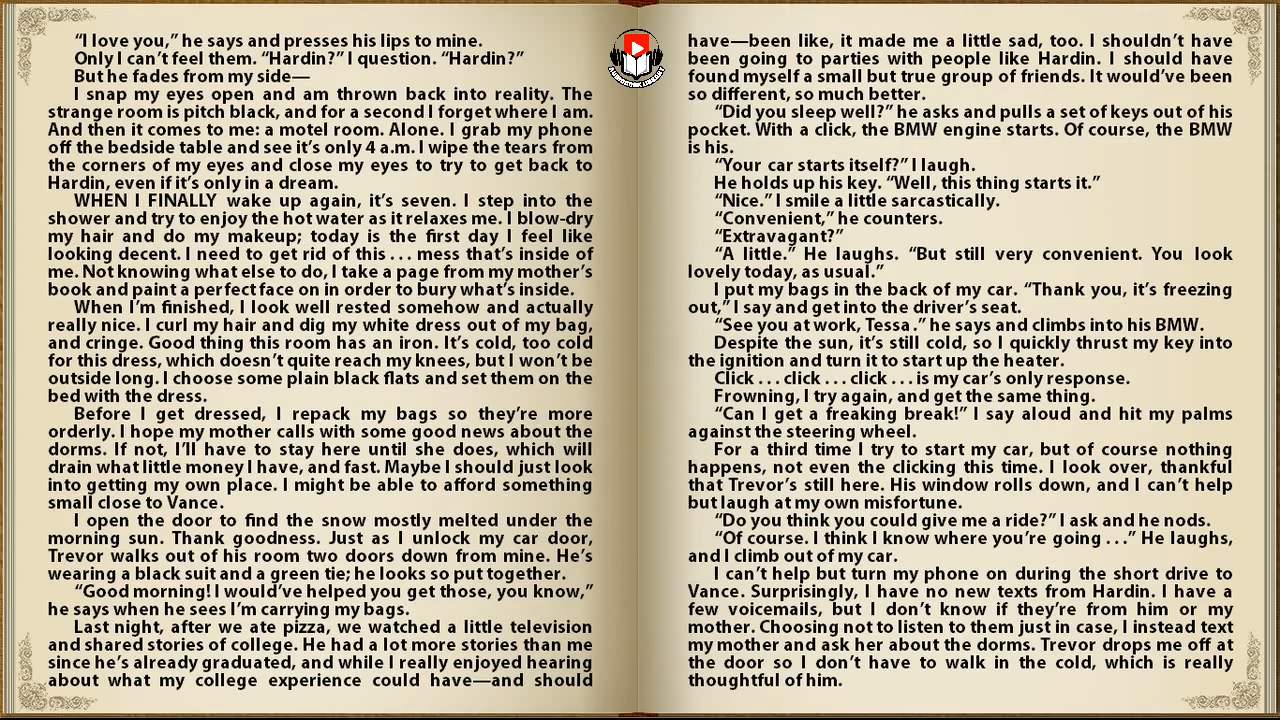 “I love you,” he says and presses his lips to mine.
Only I can’t feel them. “Hardin?” I question. “Hardin?”
But he fades from my side—
I snap my eyes open and am thrown back into reality. The
strange room is pitch black, and for a second I forget where I am.
And then it comes to me: a motel room. Alone. I grab my phone
off the bedside table and see it’s only 4 a.m. I wipe the tears from
the corners of my eyes and close my eyes to try to get back to
Hardin, even if it’s only in a dream.
WHEN I FINALLY wake up again, it’s seven. I step into the
shower and try to enjoy the hot water as it relaxes me. I blow-dry
my hair and do my makeup; today is the first day I feel like
looking decent. I need to get rid of this . . . mess that’s inside of
me. Not knowing what else to do, I take a page from my mother’s
book and paint a perfect face on in order to bury what’s inside.
When I’m finished, I look well rested somehow and actually
really nice. I curl my hair and dig my white dress out of my bag,
and cringe. Good thing this room has an iron. It’s cold, too cold
for this dress, which doesn’t quite reach my knees, but I won’t be
outside long. I choose some plain black flats and set them on the
bed with the dress.
Before I get dressed, I repack my bags so they’re more
orderly. I hope my mother calls with some good news about the
dorms. If not, I’ll have to stay here until she does, which will
drain what little money I have, and fast. Maybe I should just look
into getting my own place. I might be able to afford something
small close to Vance.
I open the door to find the snow mostly melted under the
morning sun. Thank goodness. Just as I unlock my car door,
Trevor walks out of his room two doors down from mine. He’s
wearing a black suit and a green tie; he looks so put together.
“Good morning! I would’ve helped you get those, you know,”
he says when he sees I’m carrying my bags.
Last night, after we ate pizza, we watched a little television
and shared stories of college. He had a lot more stories than me
since he’s already graduated, and while I really enjoyed hearing
about what my college experience could have—and should
have—been like, it made me a little sad, too. I shouldn’t have
been going to parties with people like Hardin. I should have
found myself a small but true group of friends. It would’ve been
so different, so much better.
“Did you sleep well?” he asks and pulls a set of keys out of his
pocket. With a click, the BMW engine starts. Of course, the BMW
is his.
“Your car starts itself?” I laugh.
He holds up his key. “Well, this thing starts it.”
“Nice.” I smile a little sarcastically.
“Convenient,” he counters.
“Extravagant?”
“A little.” He laughs. “But still very convenient. You look
lovely today, as usual.”
I put my bags in the back of my car. “Thank you, it’s freezing
out,” I say and get into the driver’s seat.
“See you at work, Tessa.” he says and climbs into his BMW.
Despite the sun, it’s still cold, so I quickly thrust my key into
the ignition and turn it to start up the heater.
Click . . . click . . . click . . . is my car’s only response.
Frowning, I try again, and get the same thing.
“Can I get a freaking break!” I say aloud and hit my palms
against the steering wheel.
For a third time I try to start my car, but of course nothing
happens, not even the clicking this time. I look over, thankful
that Trevor’s still here. His window rolls down, and I can’t help
but laugh at my own misfortune.
“Do you think you could give me a ride?” I ask and he nods.
“Of course. I think I know where you’re going . . .” He laughs,
and I climb out of my car.
I can’t help but turn my phone on during the short drive to
Vance. Surprisingly, I have no new texts from Hardin. I have a
few voicemails, but I don’t know if they’re from him or my
mother. Choosing not to listen to them just in case, I instead text
my mother and ask her about the dorms. Trevor drops me off at
the door so I don’t have to walk in the cold, which is really
thoughtful of him.